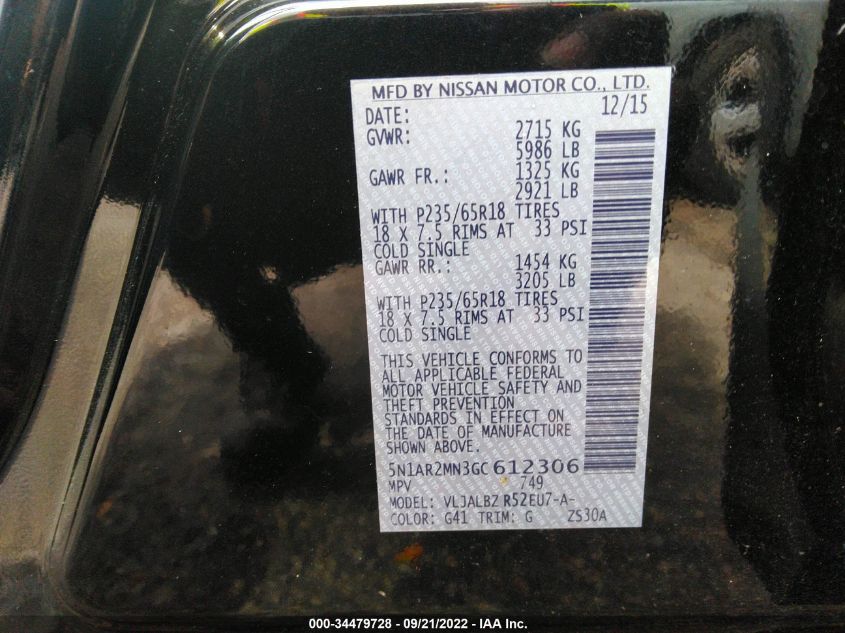 MFD BY NISSAN MOTOR CO., LTD.
DATE: 12/15
GVWR: 2715 KG
5986 LB
GAWR FR.: 1325 KG
2921 LB
WITH P235/65R18 TIRES
18 X 7.5 RIMS AT 33 PSI
COLD SINGLE
GAWR RR.: 1454 KG
3205 LB
WITH P235/65R18 TIRES
18 X 7.5 RIMS AT 33 PSI
COLD SINGLE
THIS VEHICLE CONFORMS TO
ALL APPLICABLE FEDERAL
MOTOR VEHICLE SAFETY AND
THEFT PREVENTION
STANDARDS IN EFFECT ON
THE DATE OF MANUFACTURE
SHOWN ABOVE.
5N1AR2MN3GC612306
MPV 749
MODEL: VLJALBZ R52EU7-A-
COLOR: G41 TRIM: G ZS30A
000-34479728 - 09/21/2022 - IAA Inc.